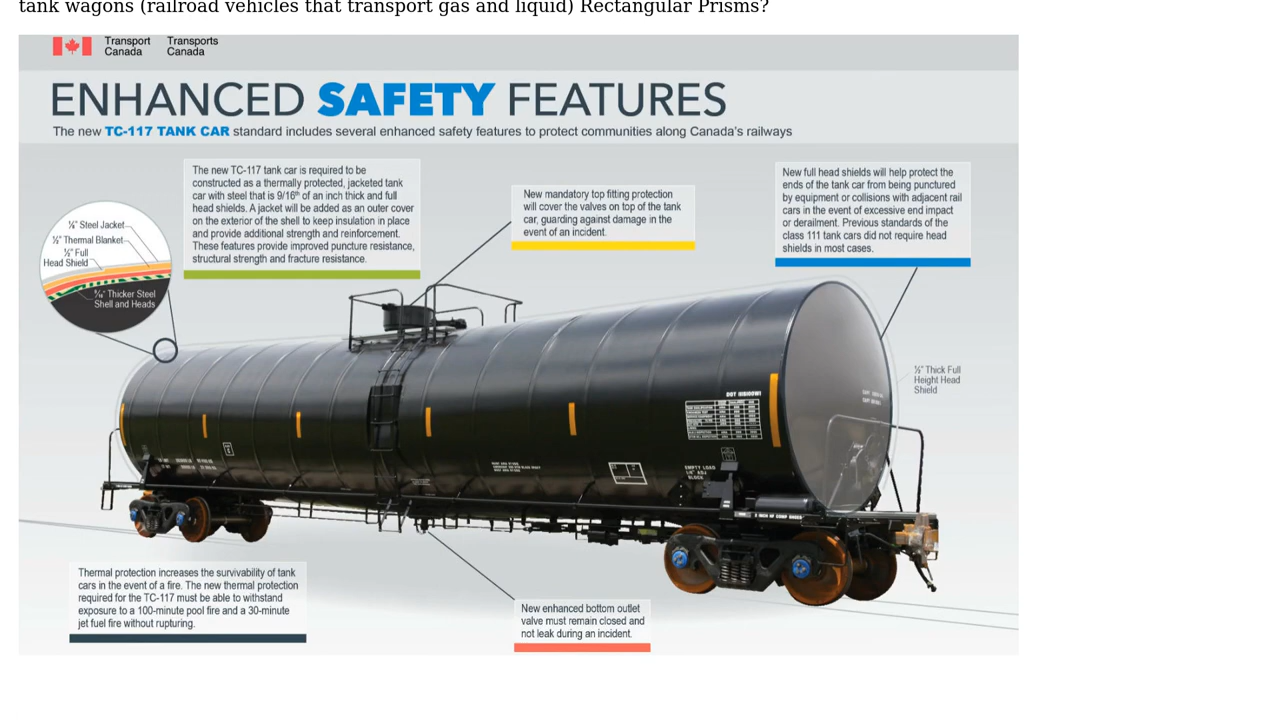 tank wagons (railroad vehicles that transport gas and liquid) Rectangular Prisms?
Transport
Canada
Transports
Canada
ENHANCED SAFETY FEATURES
The new TC-117 TANK CAR standard includes several enhanced safety features to protect communities along Canada's railways
The new TC-117 tank car is required to be
constructed as a thermally protected, jacketed tank
car with steel that is 9/16th of an inch thick and full
head shields. A jacket will be added as an outer cover
on the exterior of the shell to keep insulation in place
and provide additional strength and reinforcement.
These features provide improved puncture resistance,
structural strength and fracture resistance.
New mandatory top fitting protection
will cover the valves on top of the tank
car, guarding against damage in the
event of an incident.
New full head shields will help protect the
ends of the tank car from being punctured
by equipment or collisions with adjacent rail
cars in the event of excessive end impact
or derailment. Previous standards of the
class 111 tank cars did not require head
shields in most cases.
Steel Jacket
½" Thermal Blanket
½" Full
Head Shield
Thicker Steel
Shell and Heads
½" Thick Full
Height Head
Shield
EMPTY LOAD
BLOCK
Thermal protection increases the survivability of tank
cars in the event of a fire. The new thermal protection
required for the TC-117 must be able to withstand
exposure to a 100-minute pool fire and a 30-minute
jet fuel fire without rupturing.
New enhanced bottom outlet
valve must remain closed and
not leak during an incident.